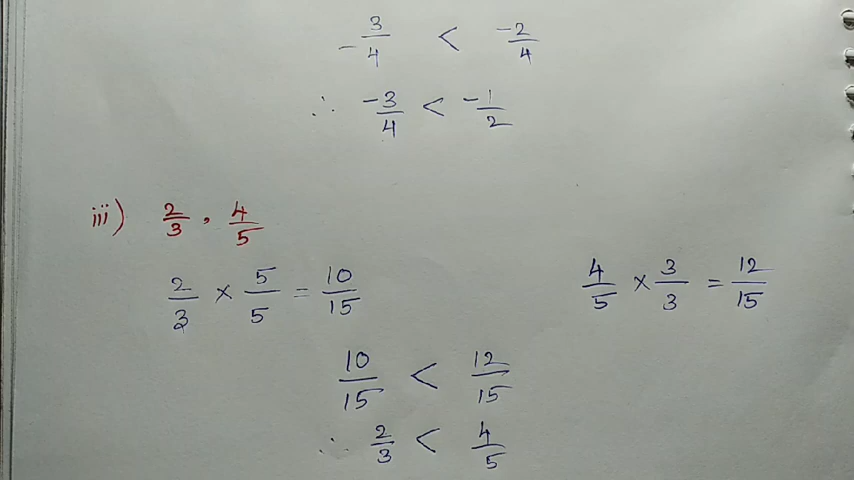 -3/4 < -2/4
∴ -3/4 < -1/2
iii) 2/3 , 4/5
2/3 × 5/5 = 10/15 4/5 × 3/3 = 12/15
10/15 < 12/15
∴ 2/3 < 4/5